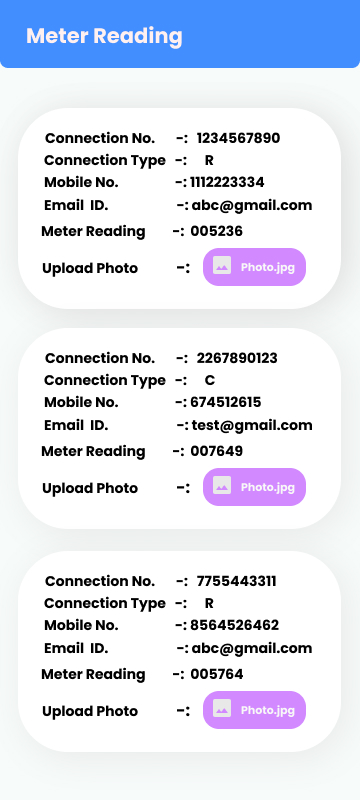 Meter Reading
Connection No. -: 1234567890
Connection Type -: R
Mobile No. -: 1112223334
Email ID. -: abc@gmail.com
Meter Reading -: 005236
Upload Photo -: Photo.jpg
Connection No. -: 2267890123
Connection Type -: C
Mobile No. -: 674512615
Email ID. -: test@gmail.com
Meter Reading -: 007649
Upload Photo -: Photo.jpg
Connection No. -: 7755443311
Connection Type -: R
Mobile No. -: 8564526462
Email ID. -: abc@gmail.com
Meter Reading -: 005764
Upload Photo -: Photo.jpg